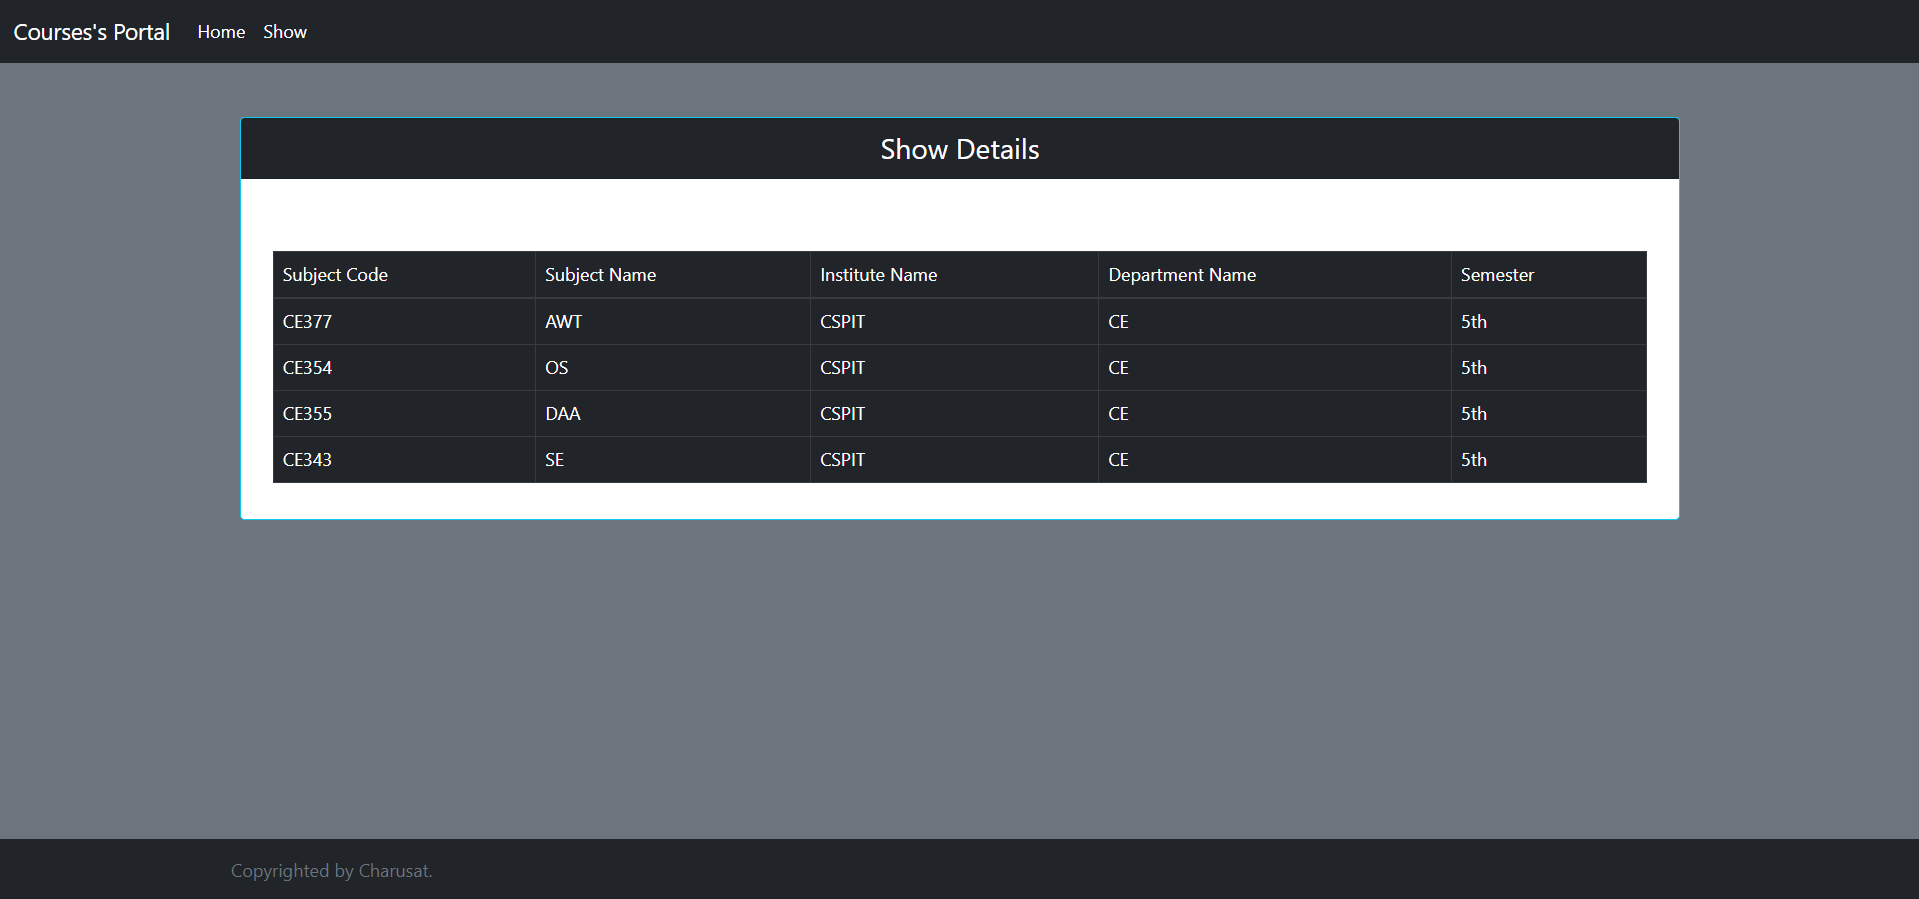 Courses's Portal Home Show
Show Details
Subject Code Subject Name Institute Name Department Name Semester
CE377 AWT CSPIT CE 5th
CE354 OS CSPIT CE 5th
CE355 DAA CSPIT CE 5th
CE343 SE CSPIT CE 5th
Copyrighted by Charusat.